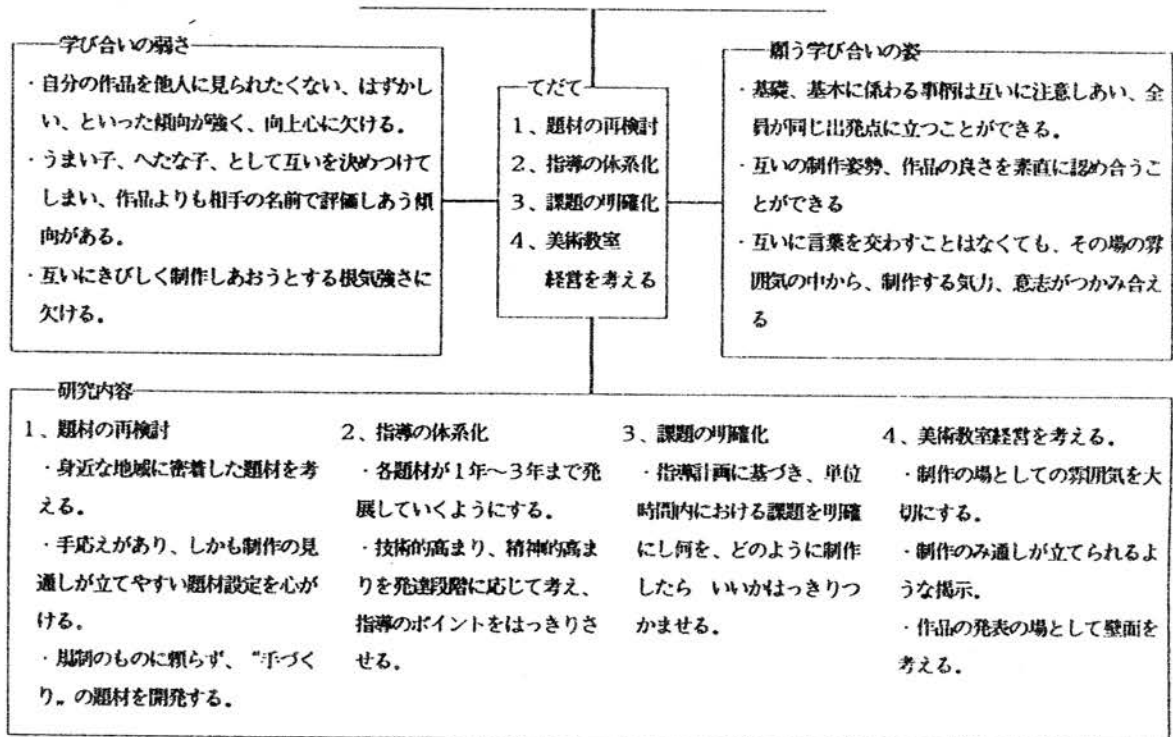 学び合いの弱さ
・自分の作品を他人に見られたくない、はずかし
い、といった傾向が強く、向上心に欠ける。
・うまい子、へたな子、として互いを決めつけて
しまい、作品よりも相手の名前で評価しあう傾
向がある。
・互いにきびしく制作しあおうとする根気強さに
欠ける。
てだて
1、題材の再検討
2、指導の体系化
3、課題の明確化
4、美術教室
経営を考える
願う学び合いの姿
・基礎、基本に係わる事柄は互いに注意しあい、全
員が同じ出発点に立つことができる。
・互いの制作姿勢、作品の良さを素直に認め合うこ
とができる
・互いに言葉を交わすことはなくても、その場の雰
囲気の中から、制作する気力、意志がつかみ合え
る
研究内容
1、題材の再検討
・身近な地域に密着した題材を考
える。
・手応えがあり、しかも制作の見
通しが立てやすい題材設定を心が
ける。
・規制のものに頼らず、“手づく
り〟の題材を開発する。
2、指導の体系化
・各題材が1年～3年まで発
展していくようにする。
・技術的高まり、精神的高ま
りを発達段階に応じて考え、
指導のポイントをはっきりさ
せる。
3、課題の明確化
・指導計画に基づき、単位
時間内における課題を明確
にし何を、どのように制作
したら　いいかはっきりつ
かませる。
4、美術教室経営を考える。
・制作の場としての雰囲気を大
切にする。
・制作のみ通しが立てられるよ
うな掲示。
・作品の発表の場として壁面を
考える。